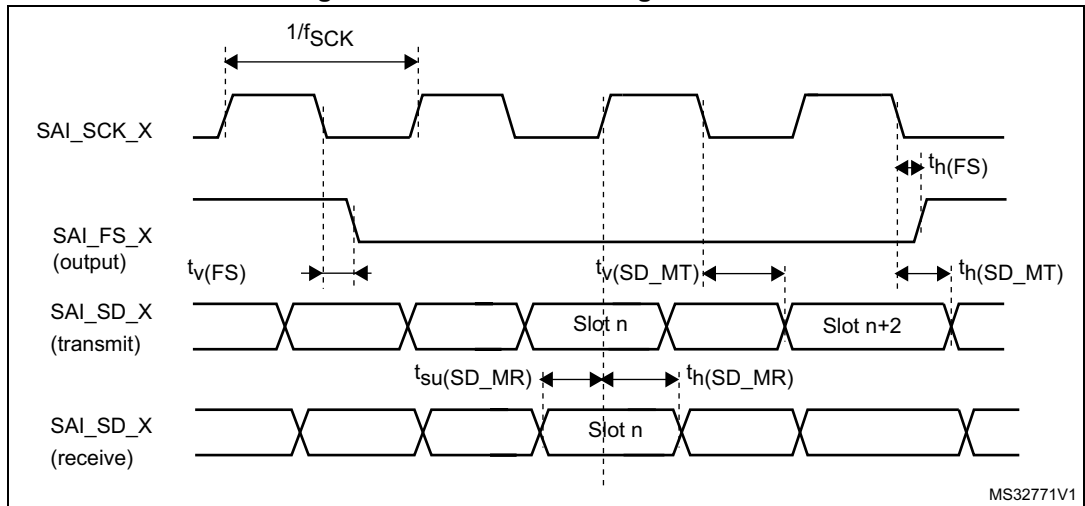 1/fSCK
SAI_SCK_X
th(FS)
SAI_FS_X
(output)
tv(FS)
tv(SD_MT)
th(SD_MT)
SAI_SD_X
(transmit)
Slot n
Slot n+2
tsu(SD_MR)
th(SD_MR)
SAI_SD_X
(receive)
Slot n
MS32771V1